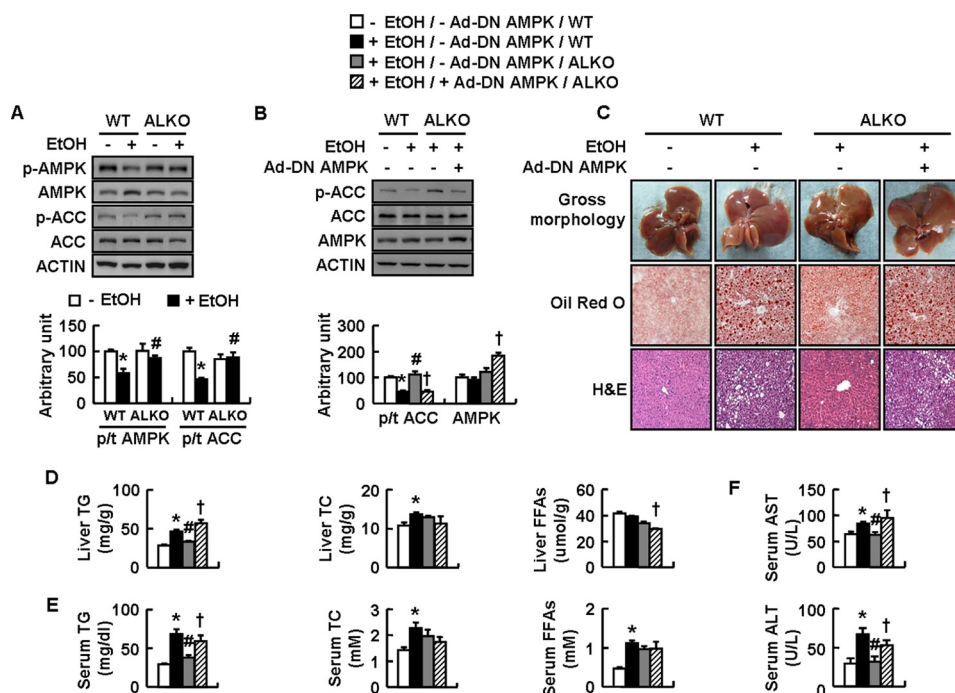 - EtOH / - Ad-DN AMPK / WT
+ EtOH / - Ad-DN AMPK / WT
+ EtOH / - Ad-DN AMPK / ALKO
+ EtOH / + Ad-DN AMPK / ALKO
A
WT ALKO
EtOH - + - +
p-AMPK
AMPK
p-ACC
ACC
ACTIN
- EtOH + EtOH
Arbitrary unit
150
100
50
0
* # * #
WT ALKO WT ALKO
p/t AMPK p/t ACC
B
WT ALKO
EtOH - + + +
Ad-DN AMPK - - - +
p-ACC
ACC
AMPK
ACTIN
Arbitrary unit
300
200
100
0
* # † †
p/t ACC AMPK
C
WT ALKO
EtOH - + + +
Ad-DN AMPK - - - +
Gross
morphology
Oil Red O
H&E
D
Liver TG
(mg/g)
100
50
0
* # †
Liver TC
(mg/g)
20
10
0
*
Liver FFAs
(umol/g)
60
40
20
0
†
E
Serum TG
(mg/dl)
100
50
0
* # †
Serum TC
(mM)
3
2
1
0
*
Serum FFAs
(mM)
2
1
0
*
F
Serum AST
(U/L)
150
100
50
0
* # †
Serum ALT
(U/L)
100
50
0
* # †